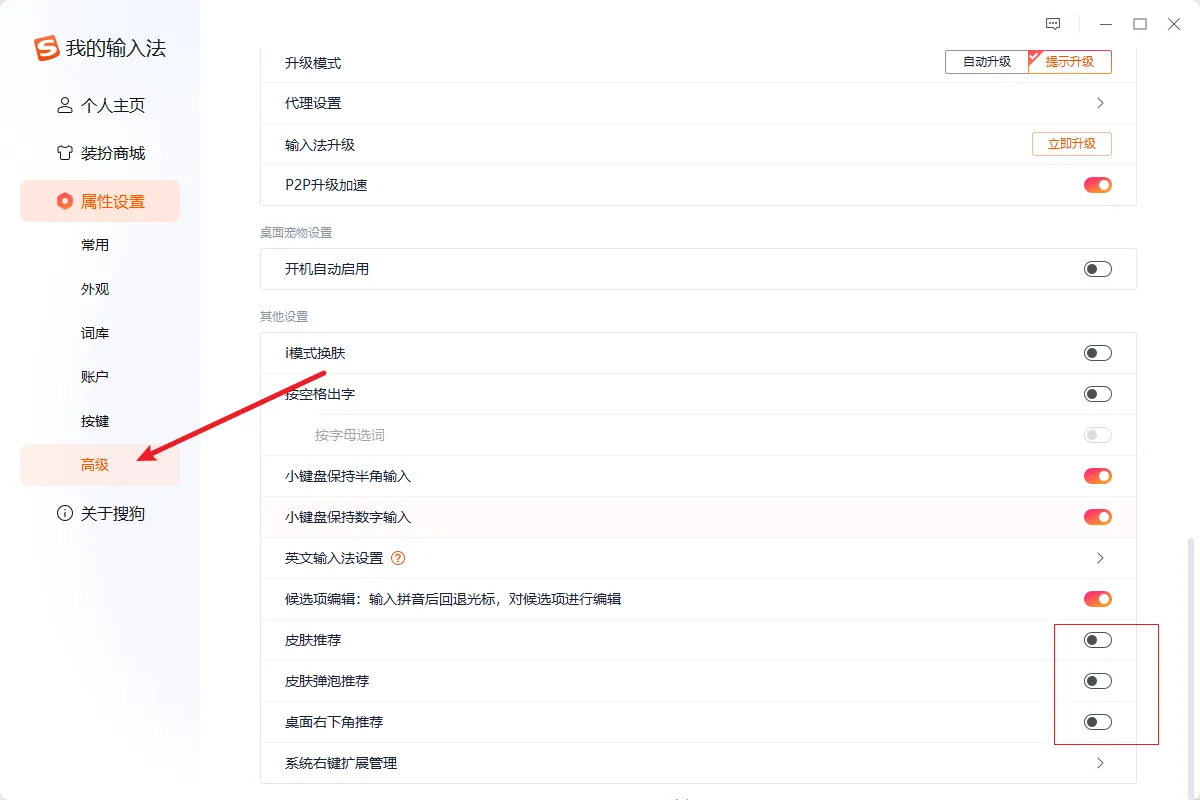 我的输入法
个人主页
装扮商城
属性设置
常用
外观
词库
账户
按键
高级
关于搜狗
升级模式 自动升级 提示升级
代理设置
输入法升级 立即升级
P2P升级加速
桌面宠物设置
开机自动启用
其他设置
i模式换肤
按空格出字
按字母选词
小键盘保持半角输入
小键盘保持数字输入
英文输入法设置 ?
候选项编辑：输入拼音后回退光标，对候选项进行编辑
皮肤推荐
皮肤弹泡推荐
桌面右下角推荐
系统右键扩展管理